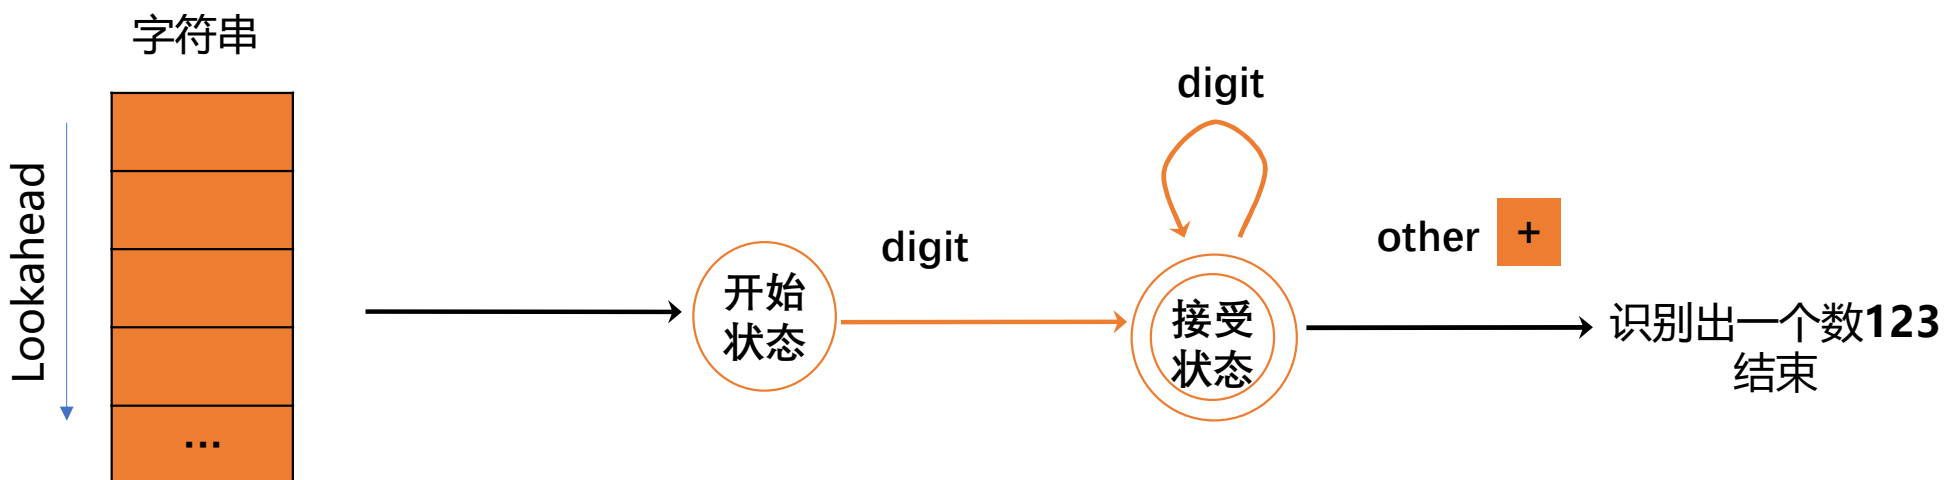 字符串
Lookahead
...
开始
状态
digit
digit
接受
状态
other +
识别出一个数123
结束